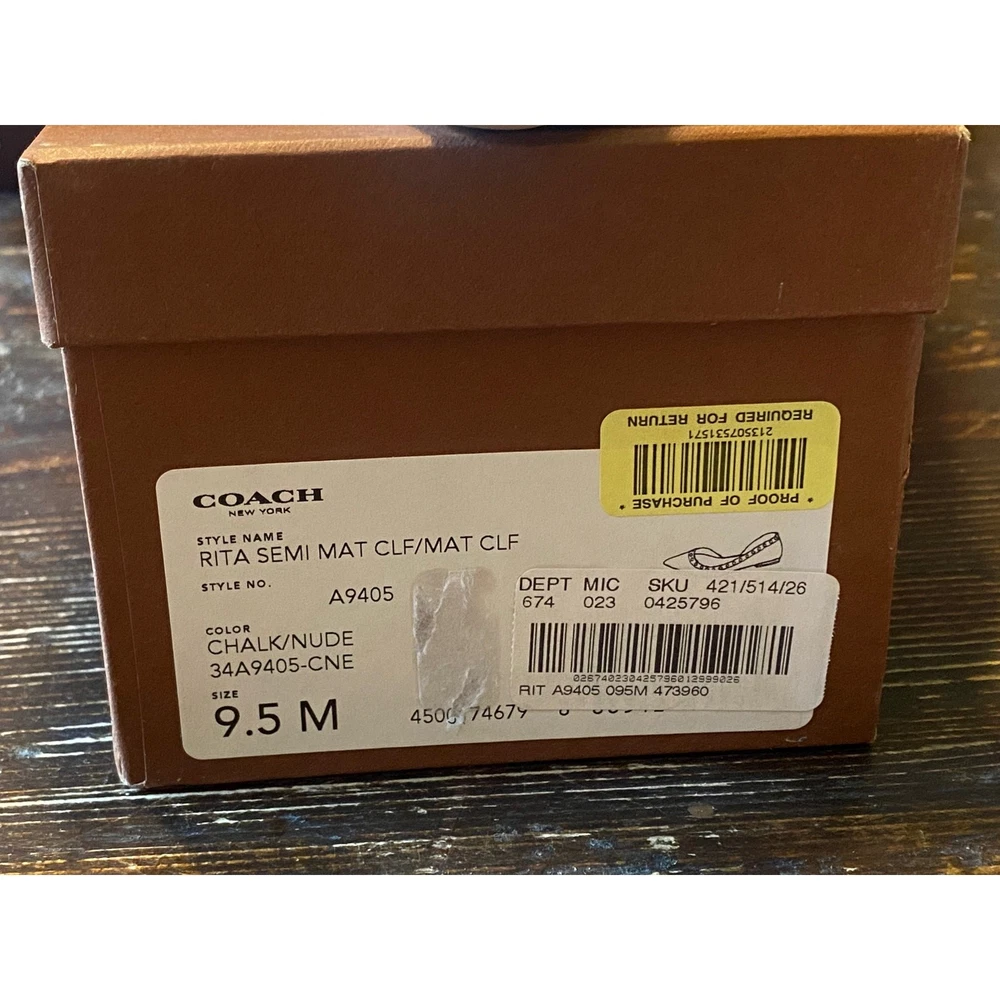 COACH
NEW YORK
STYLE NAME
RITA SEMI MAT CLF/MAT CLF
STYLE NO.
A9405
COLOR
CHALK/NUDE
34A9405-CNE
SIZE
9.5 M
* PROOF OF PURCHASE *
213507531571
REQUIRED FOR RETURN
DEPT MIC SKU 421/514/26
674 023 0425796
026740230425796012999026
RIT A9405 095M 473960